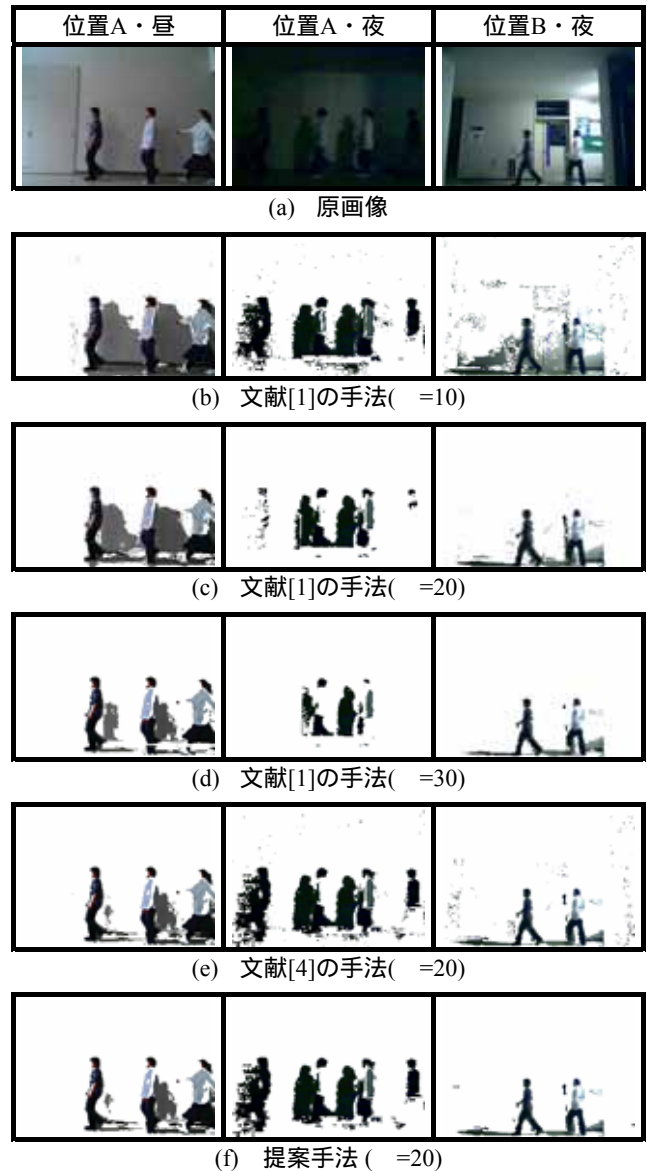 位置A・昼 位置A・夜 位置B・夜
(a) 原画像
(b) 文献[1]の手法( =10)
(c) 文献[1]の手法( =20)
(d) 文献[1]の手法( =30)
(e) 文献[4]の手法( =20)
(f) 提案手法 ( =20)